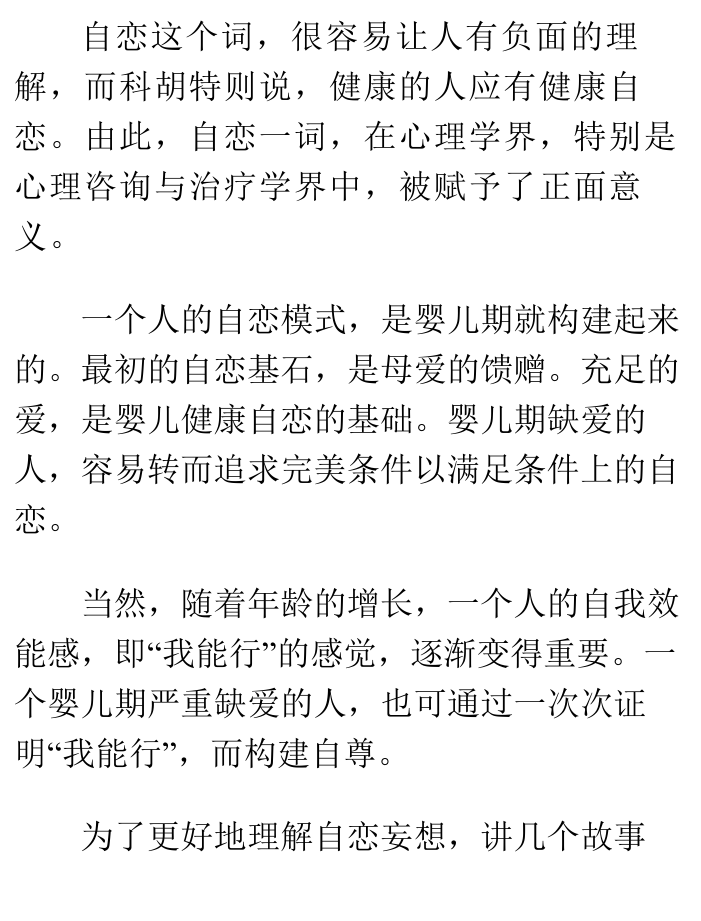 自恋这个词，很容易让人有负面的理
解，而科胡特则说，健康的人应有健康自
恋。由此，自恋一词，在心理学界，特别是
心理咨询与治疗学界中，被赋予了正面意
义。
一个人的自恋模式，是婴儿期就构建起来
的。最初的自恋基石，是母爱的馈赠。充足的
爱，是婴儿健康自恋的基础。婴儿期缺爱的
人，容易转而追求完美条件以满足条件上的自
恋。
当然，随着年龄的增长，一个人的自我效
能感，即“我能行”的感觉，逐渐变得重要。一
个婴儿期严重缺爱的人，也可通过一次次证
明“我能行”，而构建自尊。
为了更好地理解自恋妄想，讲几个故事